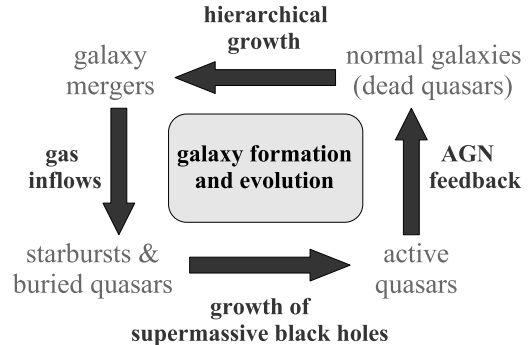 hierarchical
growth
galaxy
mergers
normal galaxies
(dead quasars)
gas
inflows
galaxy formation
and evolution
AGN
feedback
starbursts &
buried quasars
active
quasars
growth of
supermassive black holes